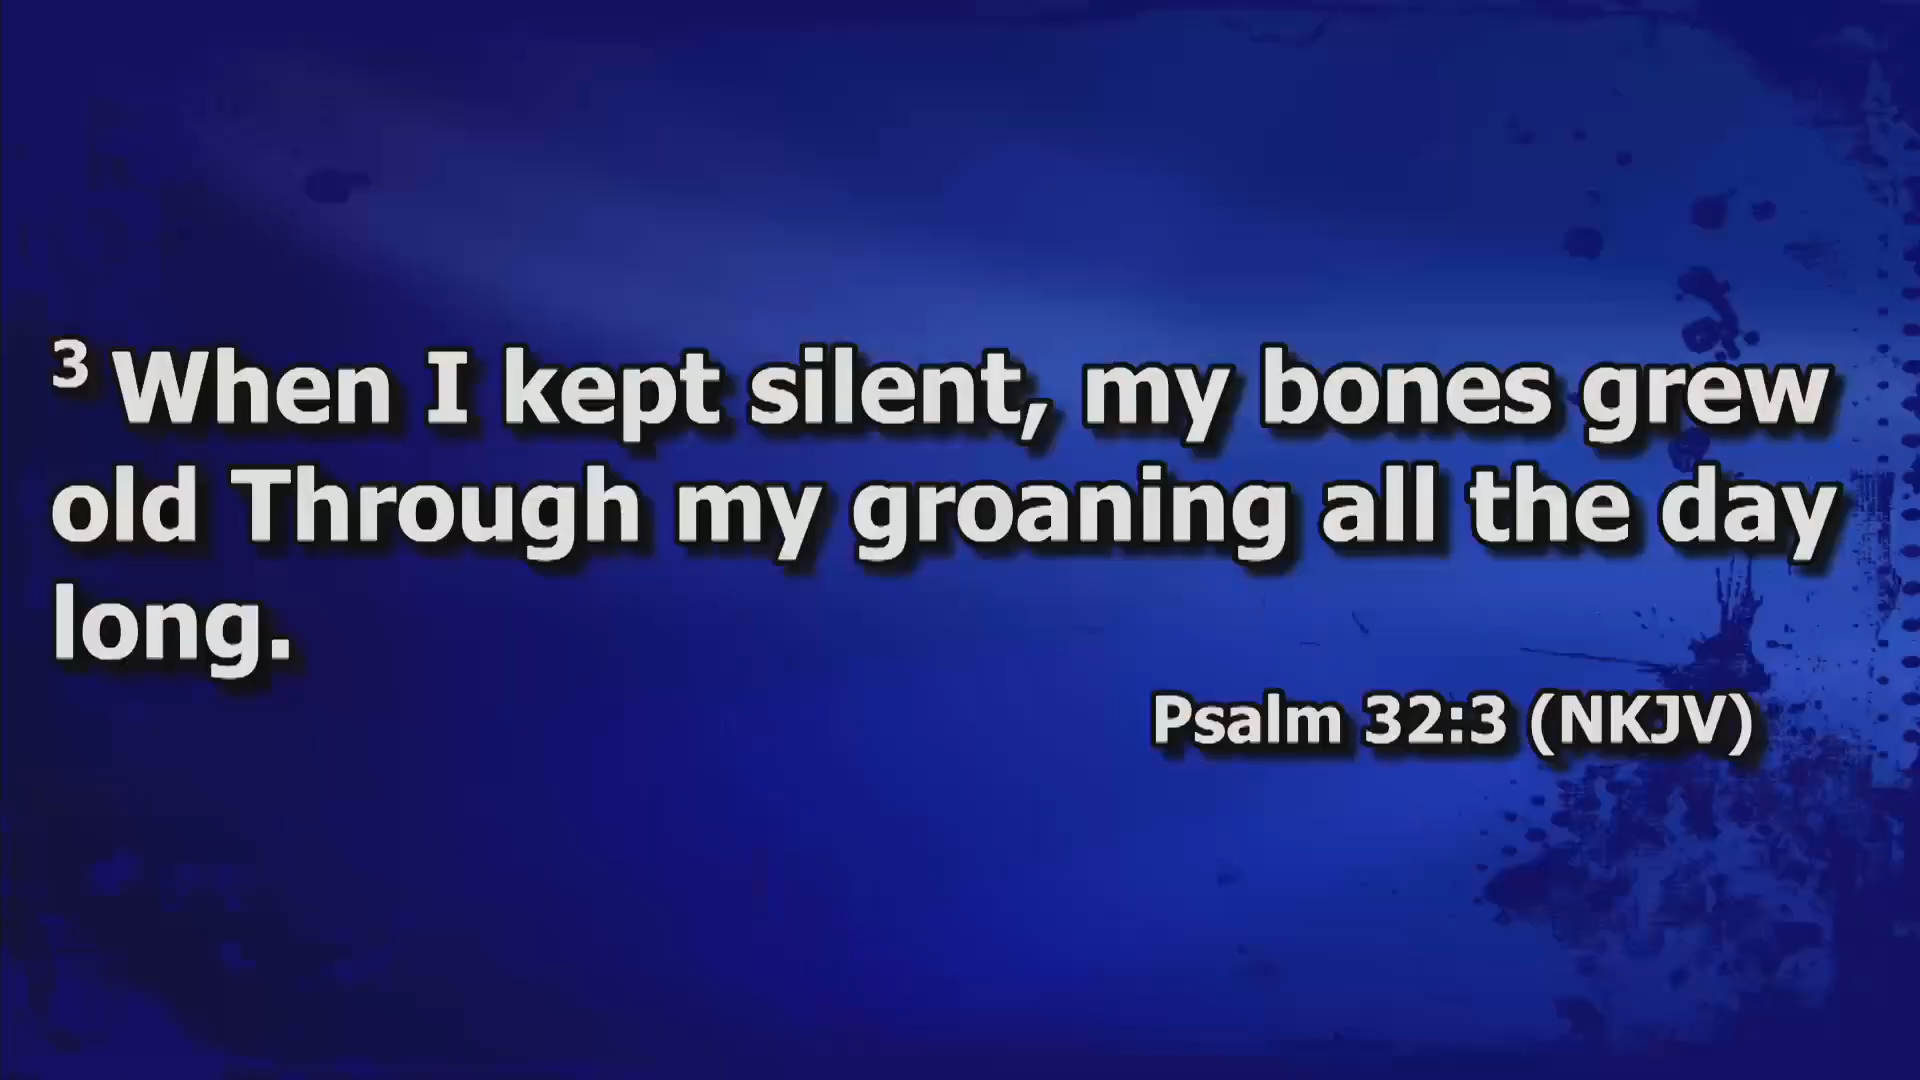 3 When I kept silent, my bones grew
old Through my groaning all the day
long.
Psalm 32:3 (NKJV)